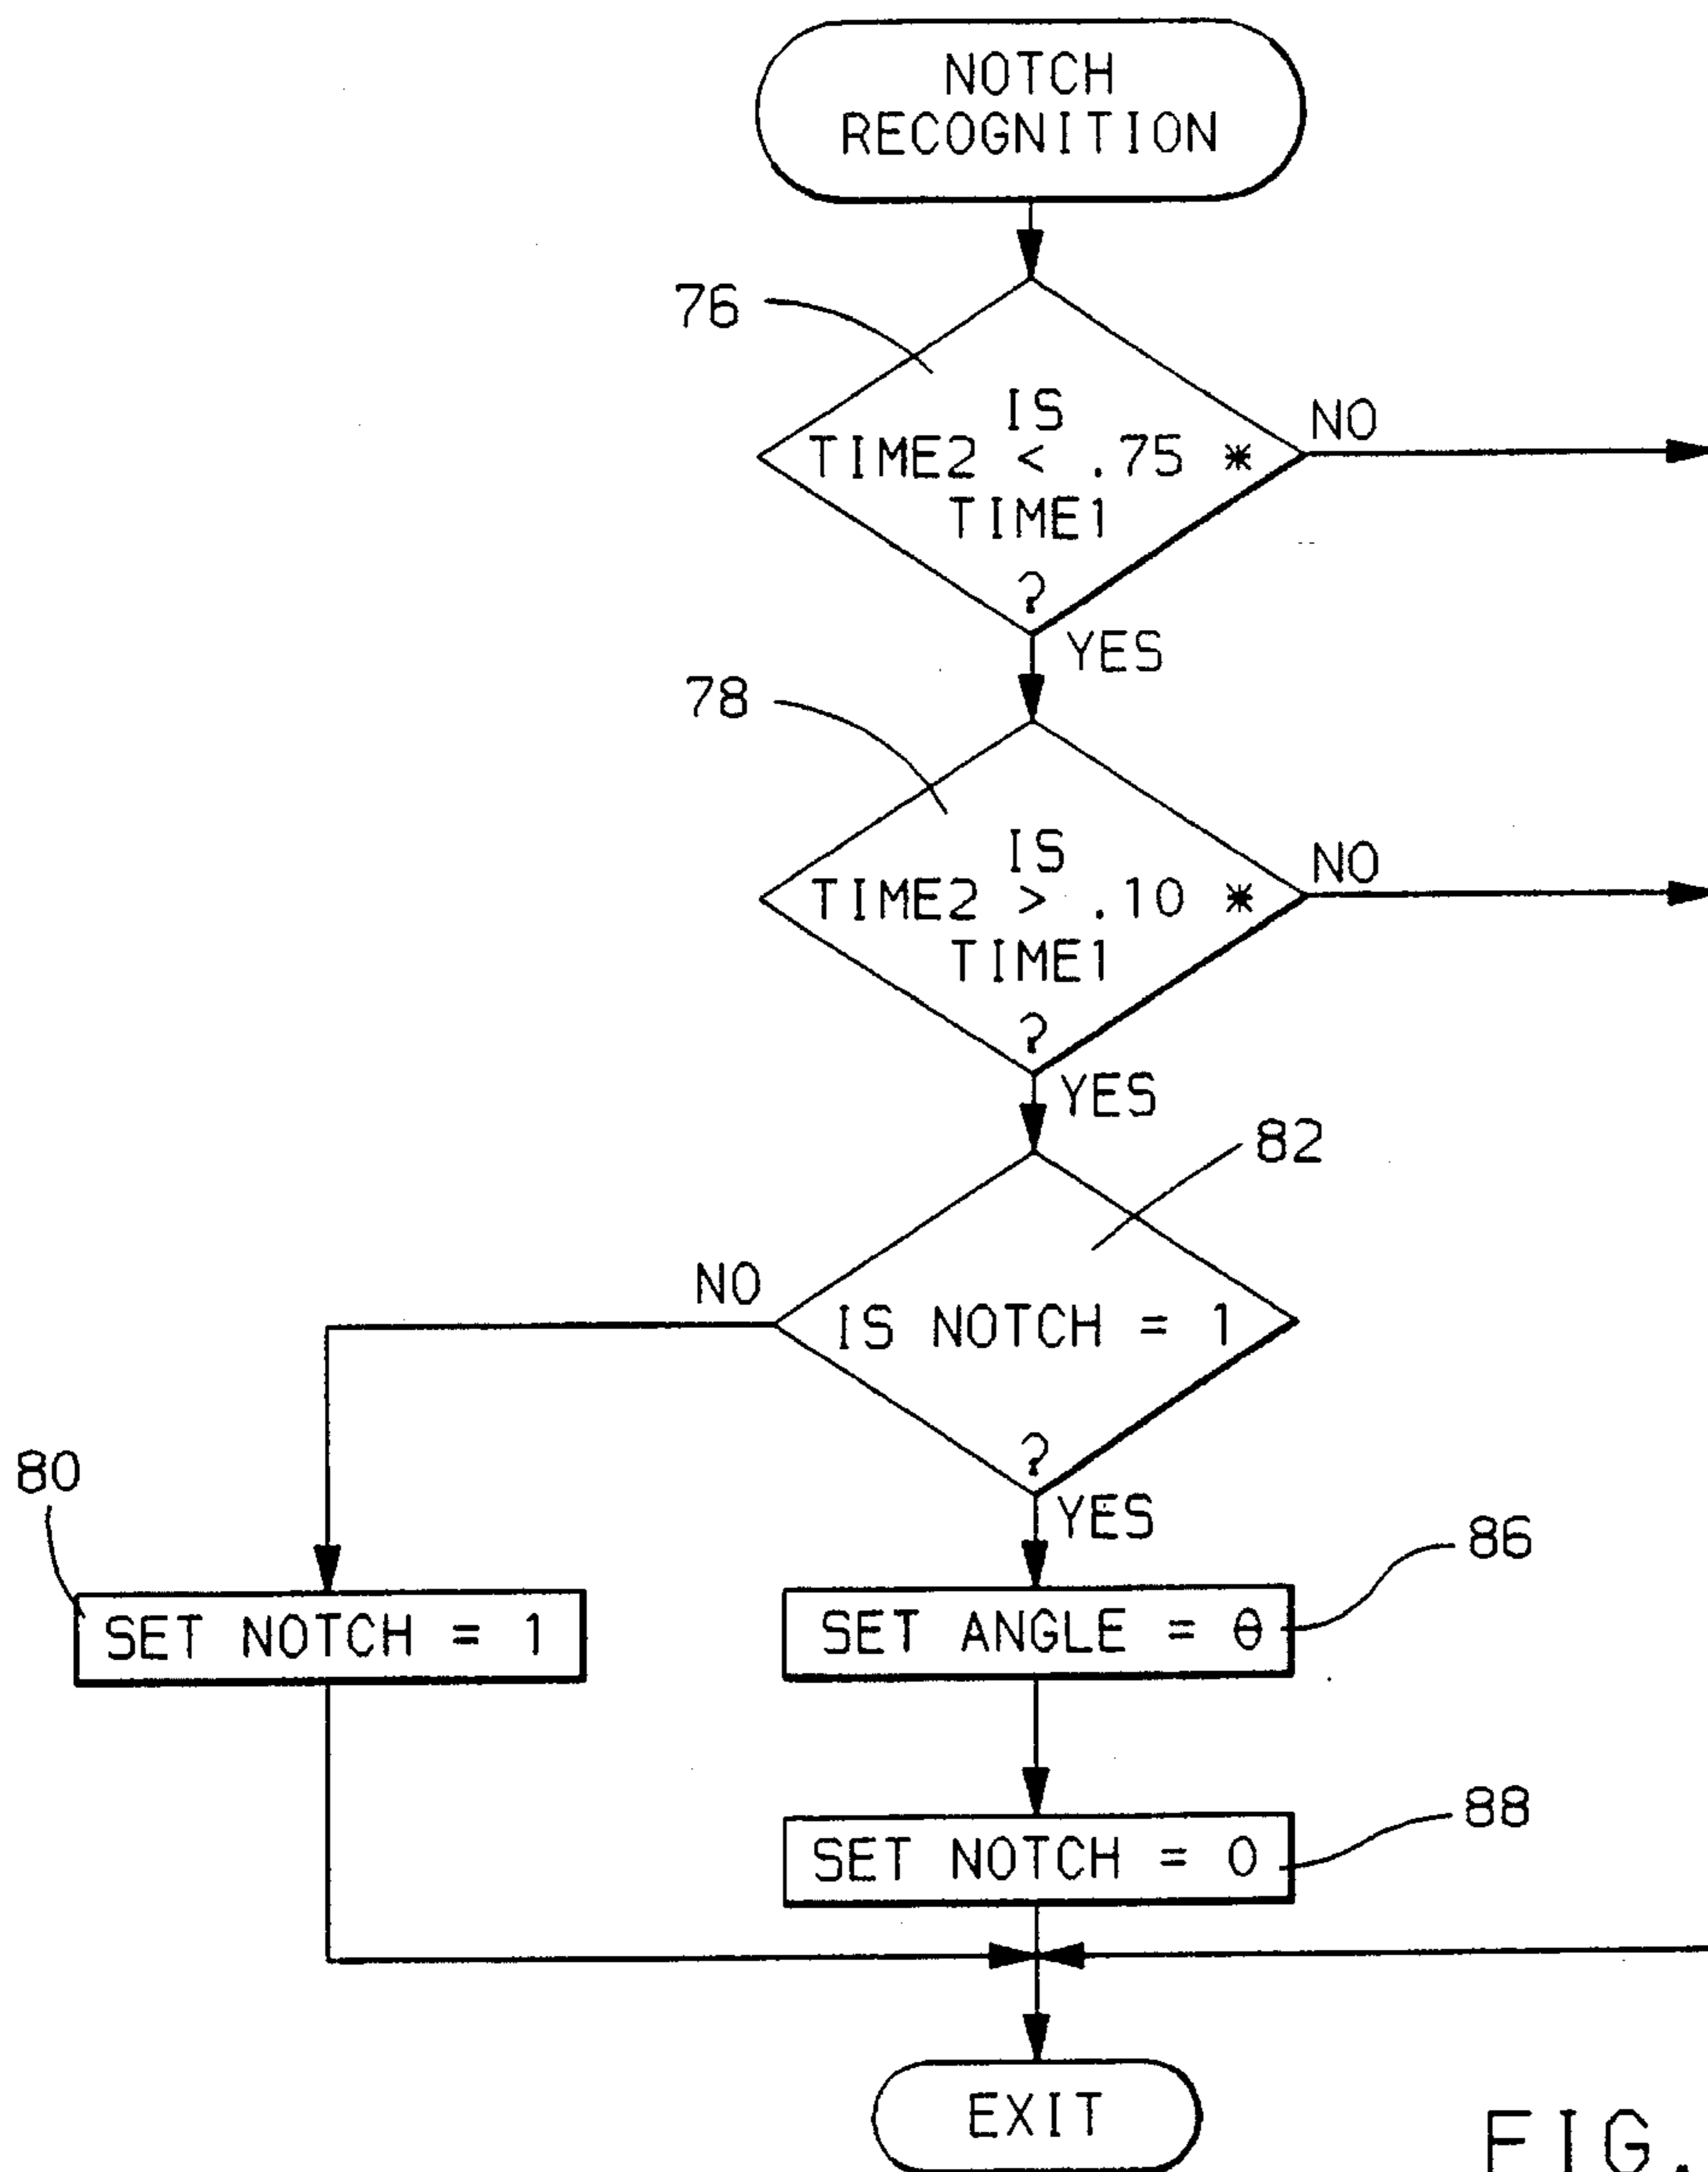 NOTCH
RECOGNITION
76
IS
TIME2 < .75 *
TIME1
?
NO
YES
78
IS
TIME2 > .10 *
TIME1
?
NO
YES
82
NO
IS NOTCH = 1
?
YES
80
SET NOTCH = 1
86
SET ANGLE = θ
88
SET NOTCH = 0
EXIT
FIG.